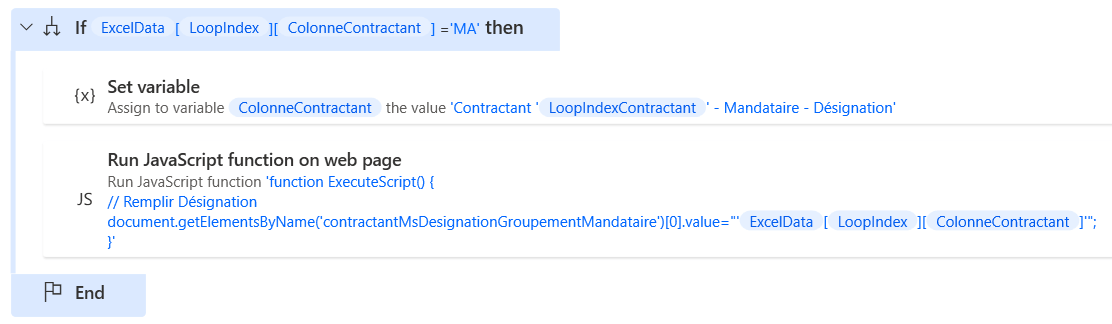 If ExcelData [ LoopIndex ][ ColonneContractant ] ='MA' then
{x} Set variable
Assign to variable ColonneContractant the value 'Contractant ' LoopIndexContractant ' - Mandataire - Désignation'
Run JavaScript function on web page
JS Run JavaScript function 'function ExecuteScript() {
// Remplir Désignation
document.getElementsByName('contractantMsDesignationGroupementMandataire')[0].value="' ExcelData [ LoopIndex ][ ColonneContractant ]'";
}'
End